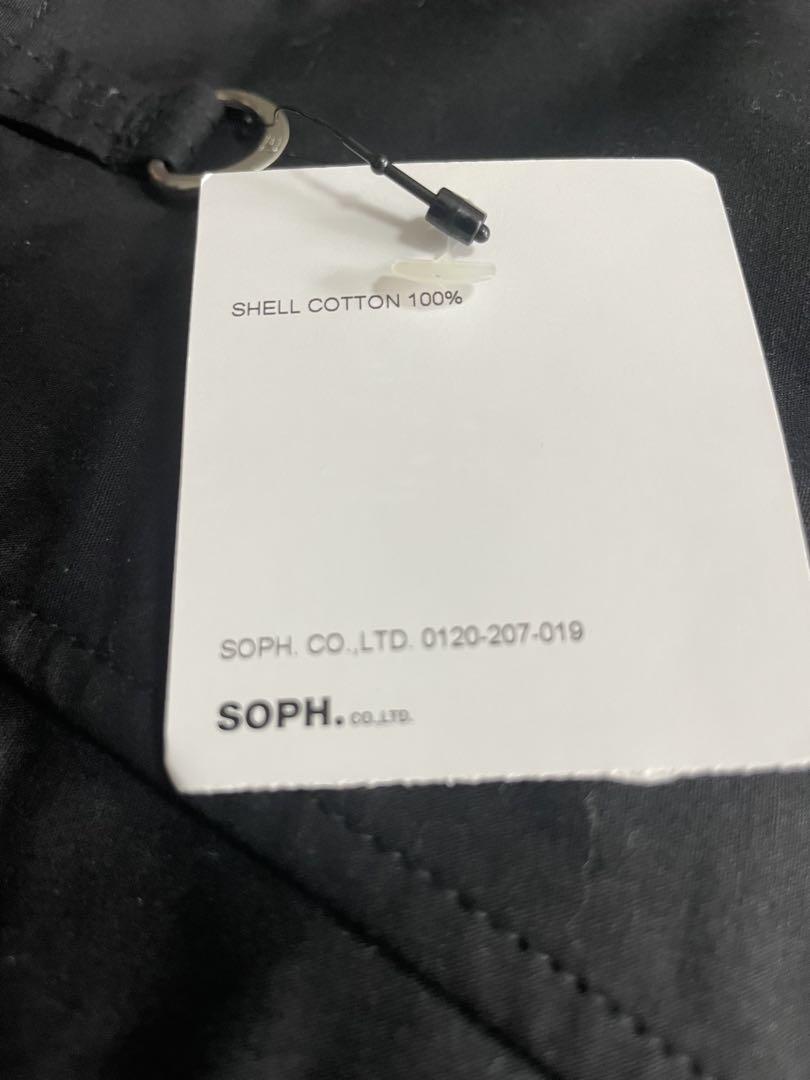 SHELL COTTON 100%
SOPH. CO.,LTD. 0120-207-019
SOPH. CO.,LTD.